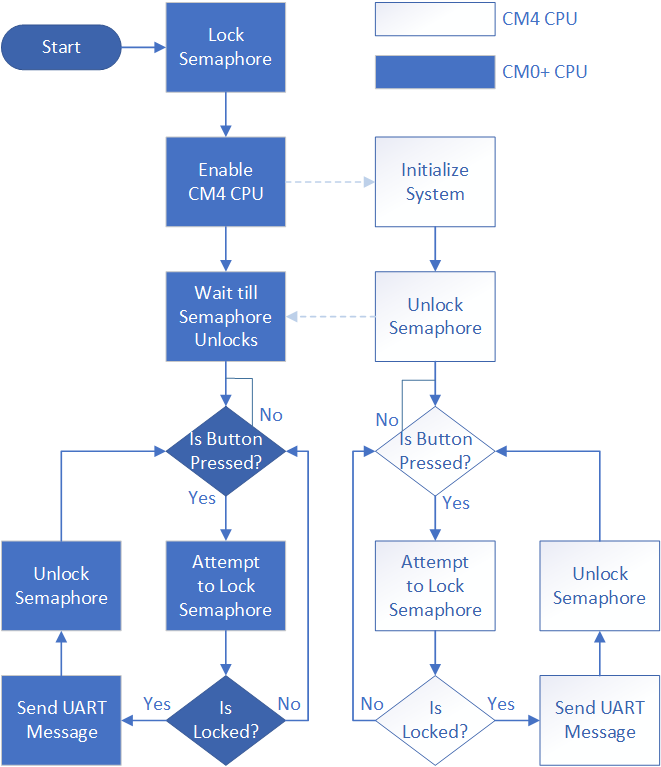 Start
Lock
Semaphore
CM4 CPU
CM0+ CPU
Enable
CM4 CPU
Initialize
System
Wait till
Semaphore
Unlocks
Unlock
Semaphore
No
No
Is Button
Pressed?
Is Button
Pressed?
Yes
Yes
Unlock
Semaphore
Attempt
to Lock
Semaphore
Attempt
to Lock
Semaphore
Unlock
Semaphore
Send UART
Message
Yes
Is
Locked?
No
No
Is
Locked?
Yes
Send UART
Message